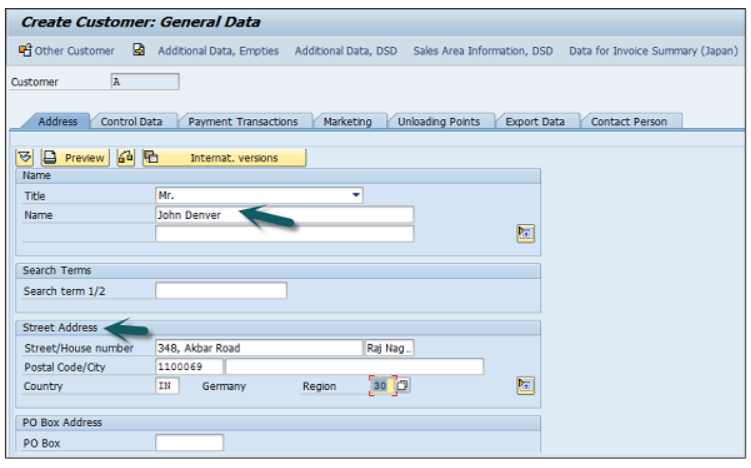 Create Customer: General Data
Other Customer Additional Data, Empties Additional Data, DSD Sales Area Information, DSD Data for Invoice Summary (Japan)
Customer A
Address Control Data Payment Transactions Marketing Unloading Points Export Data Contact Person
Preview Internat. versions
Name
Title Mr.
Name John Denver
Search Terms
Search term 1/2
Street Address
Street/House number 348, Akbar Road Raj Nag..
Postal Code/City 1100069
Country IN Germany Region 30
PO Box Address
PO Box